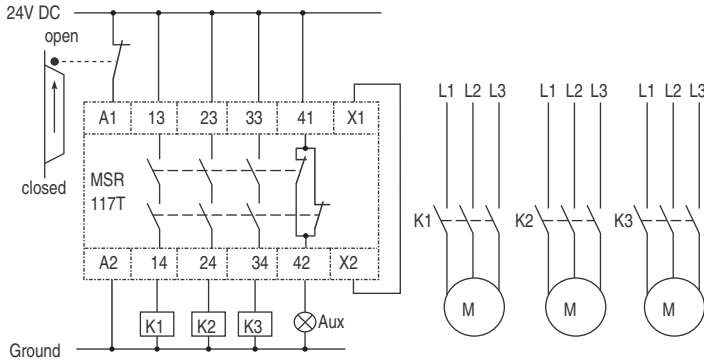 24V DC
open
closed
A1 13 23 33 41 X1
MSR
117T
A2 14 24 34 42 X2
K1 K2 K3 Aux
Ground
L1 L2 L3 L1 L2 L3 L1 L2 L3
K1 K2 K3
M M M